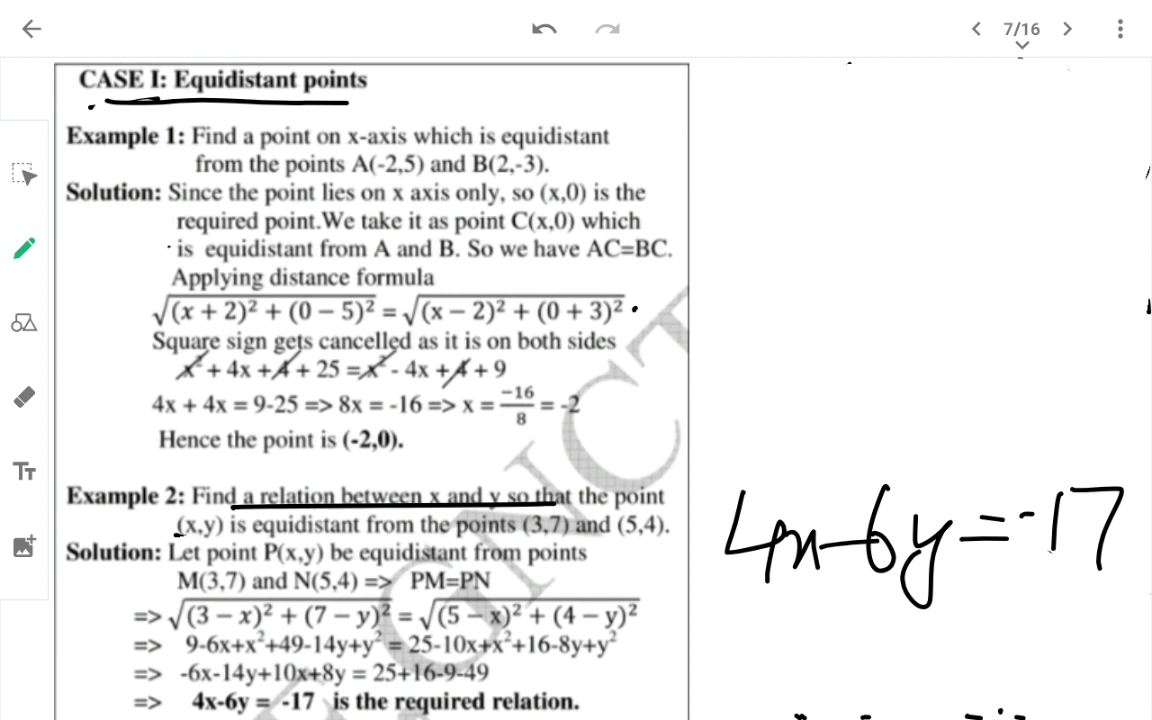 7/16
CASE I: Equidistant points
Example 1: Find a point on x-axis which is equidistant
from the points A(-2,5) and B(2,-3).
Solution: Since the point lies on x axis only, so (x,0) is the
required point.We take it as point C(x,0) which
is equidistant from A and B. So we have AC=BC.
Applying distance formula
√(x + 2)² + (0 – 5)² = √(x – 2)² + (0 + 3)²
Square sign gets cancelled as it is on both sides
x² + 4x + 4 + 25 = x² - 4x + 4 + 9
4x + 4x = 9-25 => 8x = -16 => x = −16/8 = -2
Hence the point is (-2,0).
Example 2: Find a relation between x and y so that the point
(x,y) is equidistant from the points (3,7) and (5,4).
Solution: Let point P(x,y) be equidistant from points
M(3,7) and N(5,4) => PM=PN
=> √(3 – x)² + (7 – y)² = √(5 – x)² + (4 – y)²
=> 9-6x+x²+49-14y+y² = 25-10x+x²+16-8y+y²
=> -6x-14y+10x+8y = 25+16-9-49
=> 4x-6y = -17 is the required relation.
4x-6y=-17
Tт